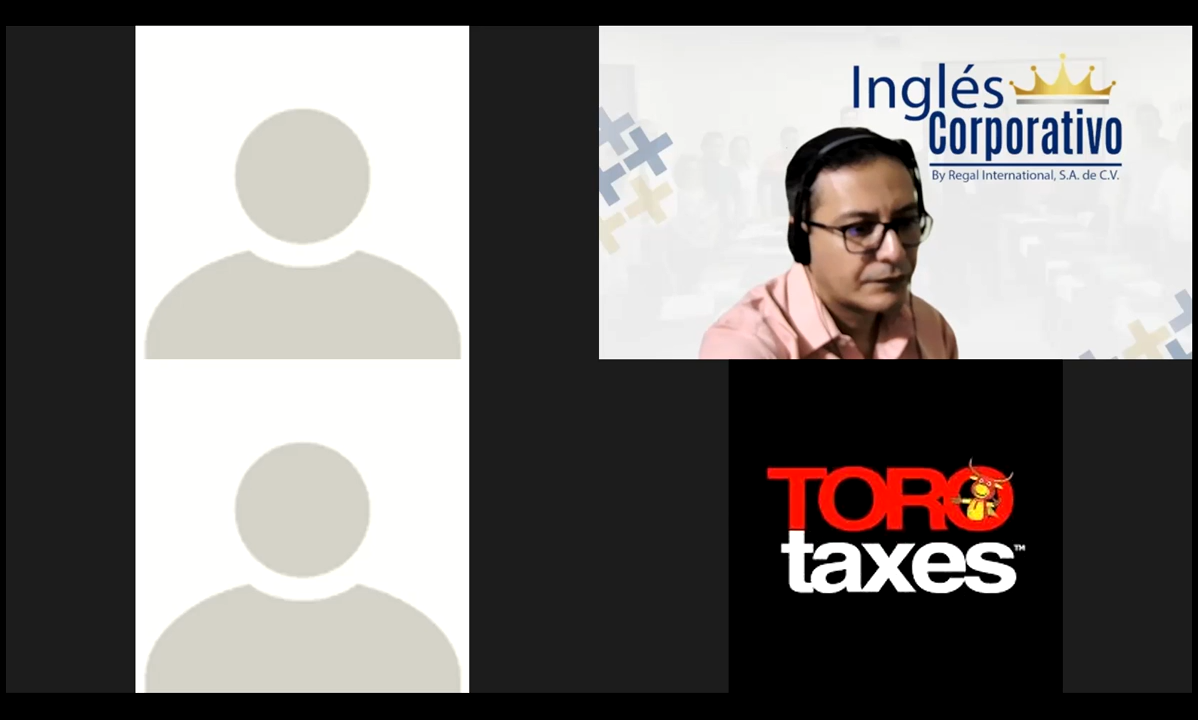 Inglés
Corporativo
By Regal International, S.A. de C.V.
TORO
taxes™